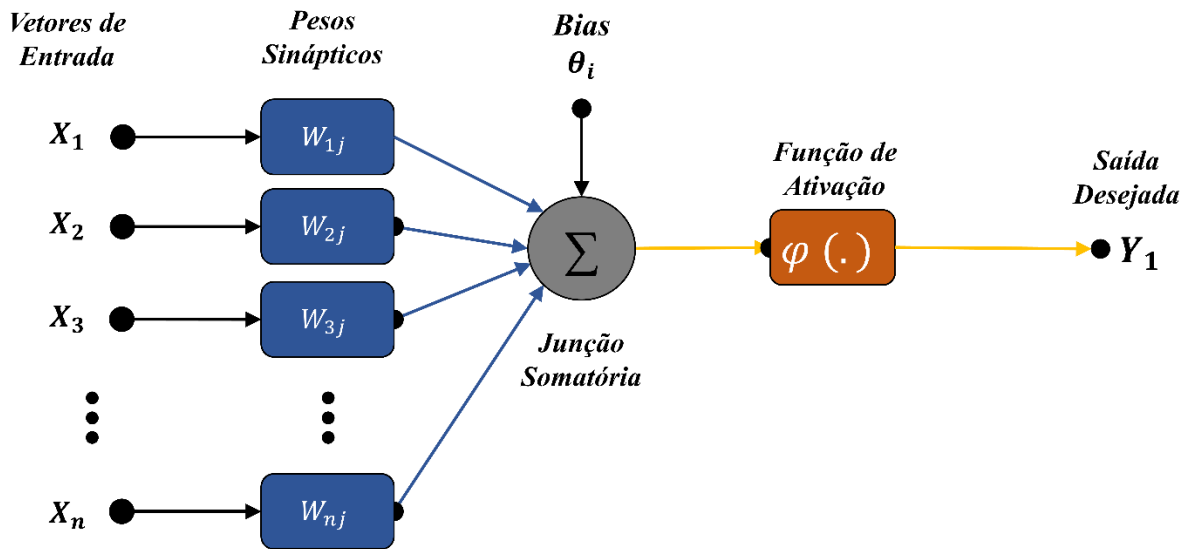 Vetores de
Entrada
Pesos
Sinápticos
Bias
θᵢ
X₁
W₁ⱼ
X₂
W₂ⱼ
X₃
W₃ⱼ
Xₙ
Wₙⱼ
∑
Junção
Somatória
Função de
Ativação
φ (.)
Saída
Desejada
Y₁